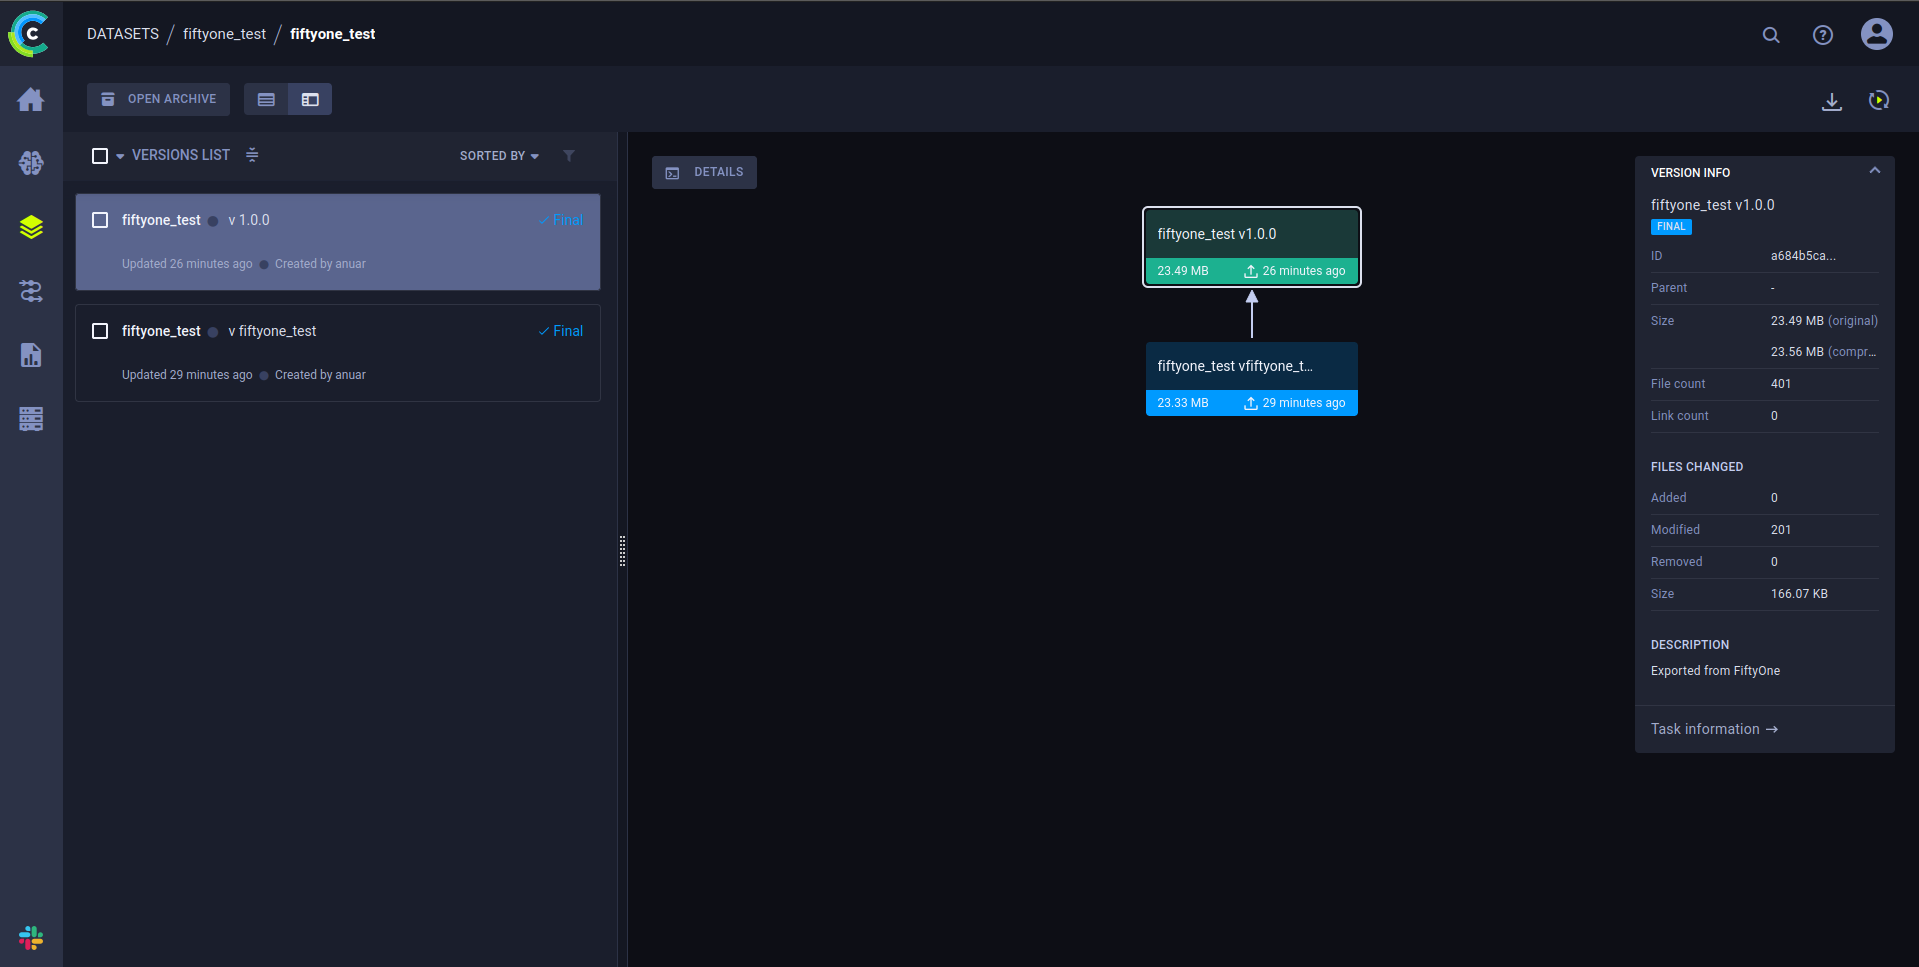 DATASETS / fiftyone_test / fiftyone_test
OPEN ARCHIVE
VERSIONS LIST
SORTED BY
fiftyone_test v 1.0.0 Final
Updated 26 minutes ago Created by anuar
fiftyone_test v fiftyone_test Final
Updated 29 minutes ago Created by anuar
DETAILS
fiftyone_test v1.0.0
23.49 MB 26 minutes ago
fiftyone_test vfiftyone_t...
23.33 MB 29 minutes ago
VERSION INFO
fiftyone_test v1.0.0
FINAL
ID a684b5ca...
Parent -
Size 23.49 MB (original)
23.56 MB (compr...
File count 401
Link count 0
FILES CHANGED
Added 0
Modified 201
Removed 0
Size 166.07 KB
DESCRIPTION
Exported from FiftyOne
Task information →